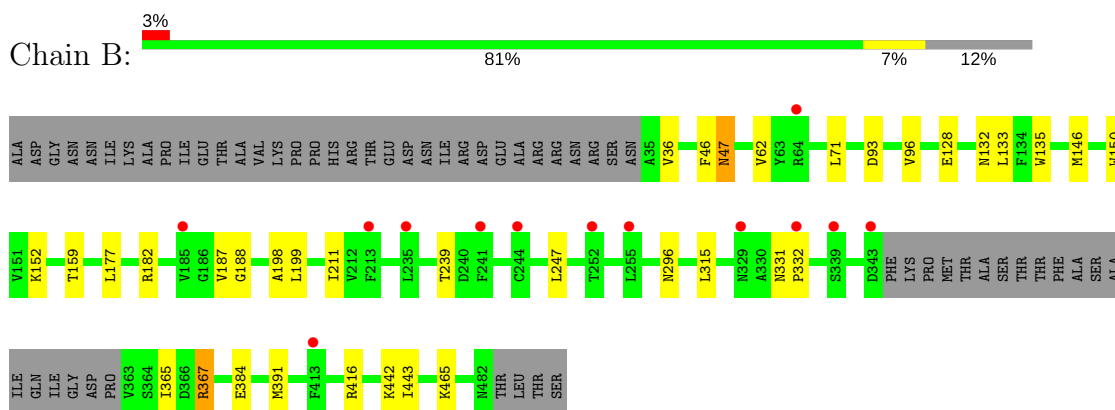 3%
Chain B:
81% 7% 12%
ALA ASP GLY ASN ASN ILE LYS ALA PRO ILE GLU THR ALA VAL LYS PRO PRO HIS ARG THR GLU ASP ASN ILE ARG ASP GLU ALA ARG ARG ASN ARG SER ASN A35 V36 F46 N47 V62 Y63 R64 L71 D93 V96 E128 N132 L133 F134 W135 M146 W150
V151 K152 T159 L177 R182 V185 G186 V187 G188 A198 L199 I211 V212 F213 L235 T239 D240 F241 C244 L247 T252 L255 N296 L315 N329 A330 N331 P332 S339 D343 PHE LYS PRO MET THR ALA SER THR THR PHE ALA SER ALA
ILE GLN ILE GLY ASP PRO V363 S364 I365 D366 R367 E384 M391 F413 R416 K442 I443 K465 N482 THR LEU THR SER